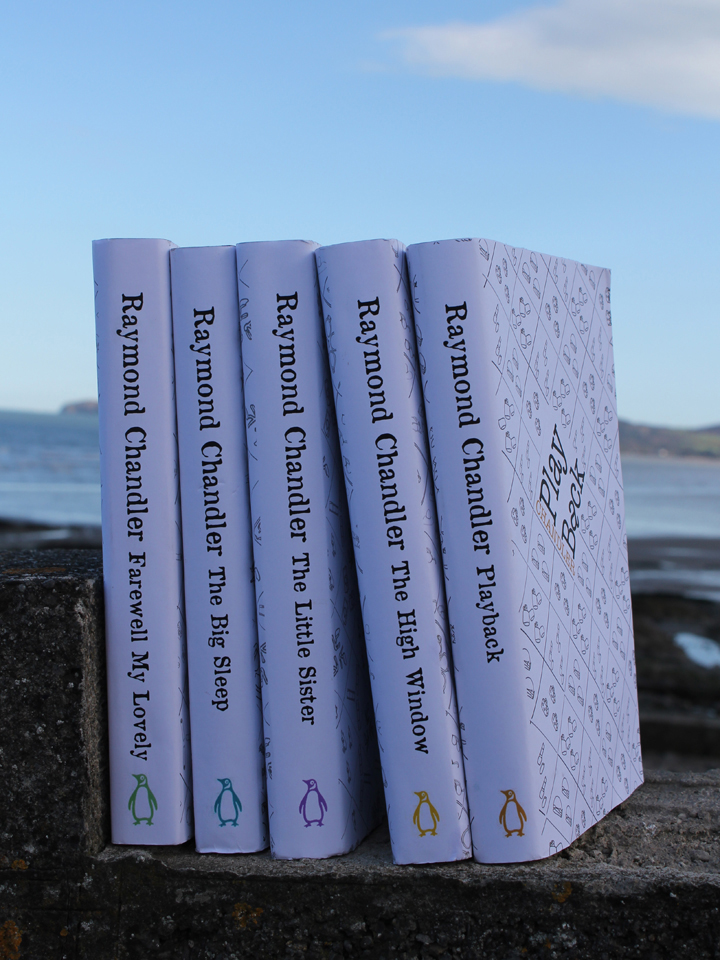 Raymond Chandler Farewell My Lovely
Raymond Chandler The Big Sleep
Raymond Chandler The Little Sister
Raymond Chandler The High Window
Raymond Chandler Playback
Play
Back
CHANDLER